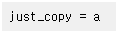 just_copy = a